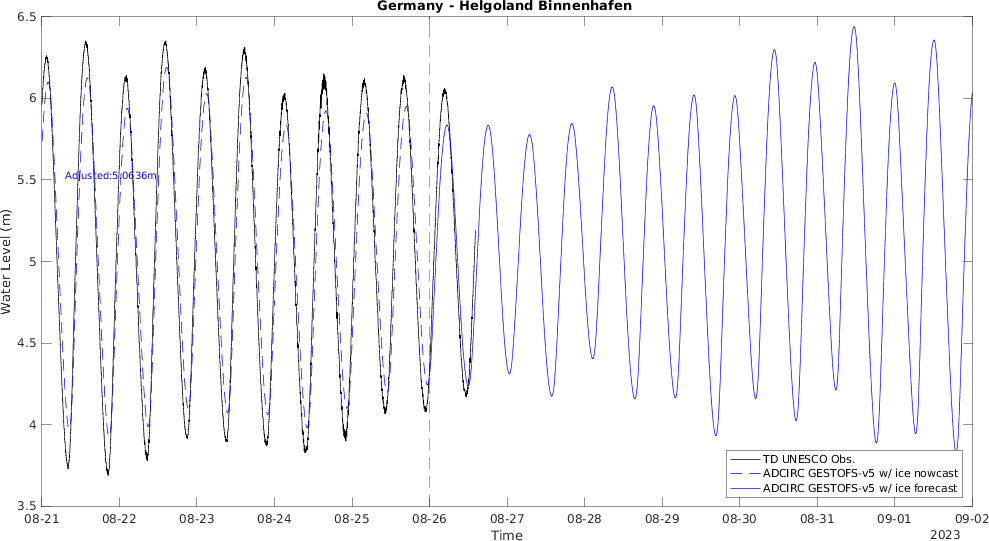 Germany - Helgoland Binnenhafen
6.5
6
5.5
5
4.5
4
3.5
Water Level (m)
Adjusted:5.0636m
TD UNESCO Obs.
ADCIRC GESTOFS-v5 w/ ice nowcast
ADCIRC GESTOFS-v5 w/ ice forecast
08-21 08-22 08-23 08-24 08-25 08-26 08-27 08-28 08-29 08-30 08-31 09-01 09-02
Time
2023